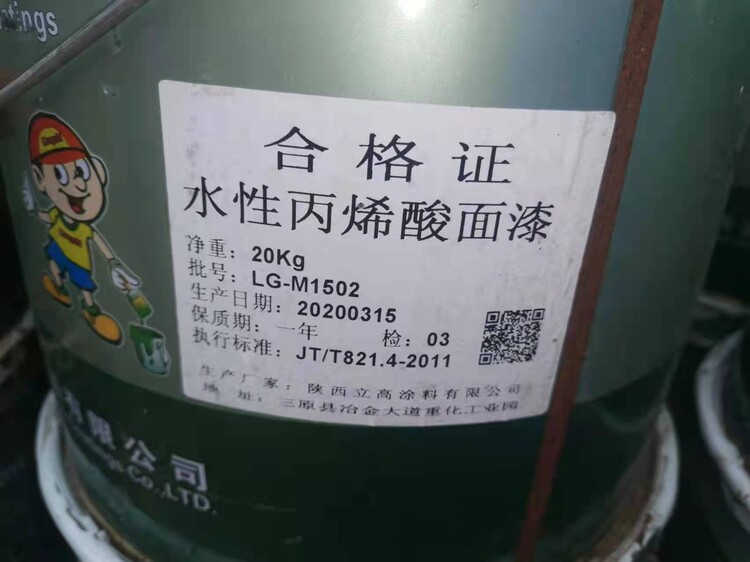 合格证
水性丙烯酸面漆
净重：20Kg
批号：LG-M1502
生产日期：20200315
保质期：一年 检：03
执行标准：JT/T821.4-2011
生产厂家：陕西立高涂料有限公司
地址：三原县冶金大道重化工业园
有限公司
Co.,LTD.